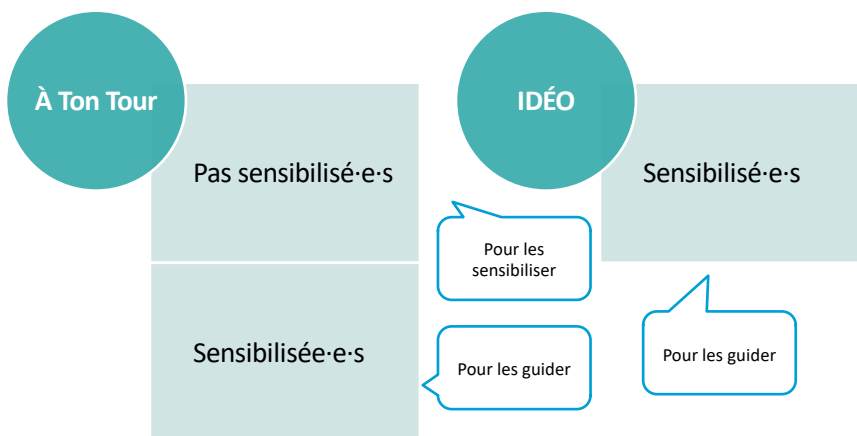 À Ton Tour
Pas sensibilisé·e·s
Pour les
sensibiliser
Sensibilisée·e·s
Pour les guider
IDÉO
Sensibilisé·e·s
Pour les guider